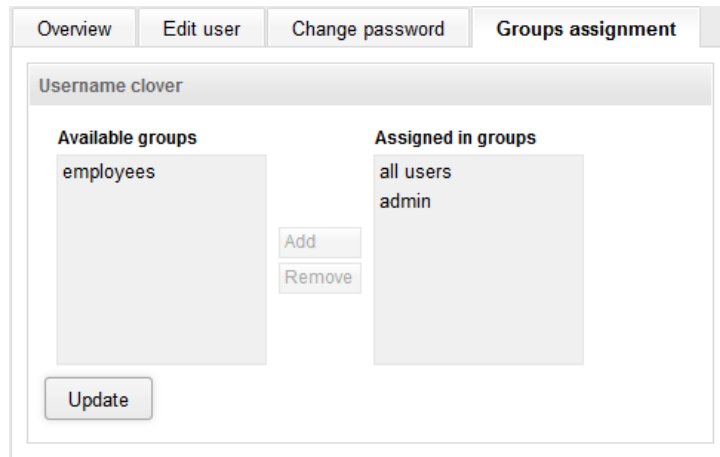 Overview Edit user Change password Groups assignment
Username clover
Available groups Assigned in groups
employees all users
admin
Add
Remove
Update